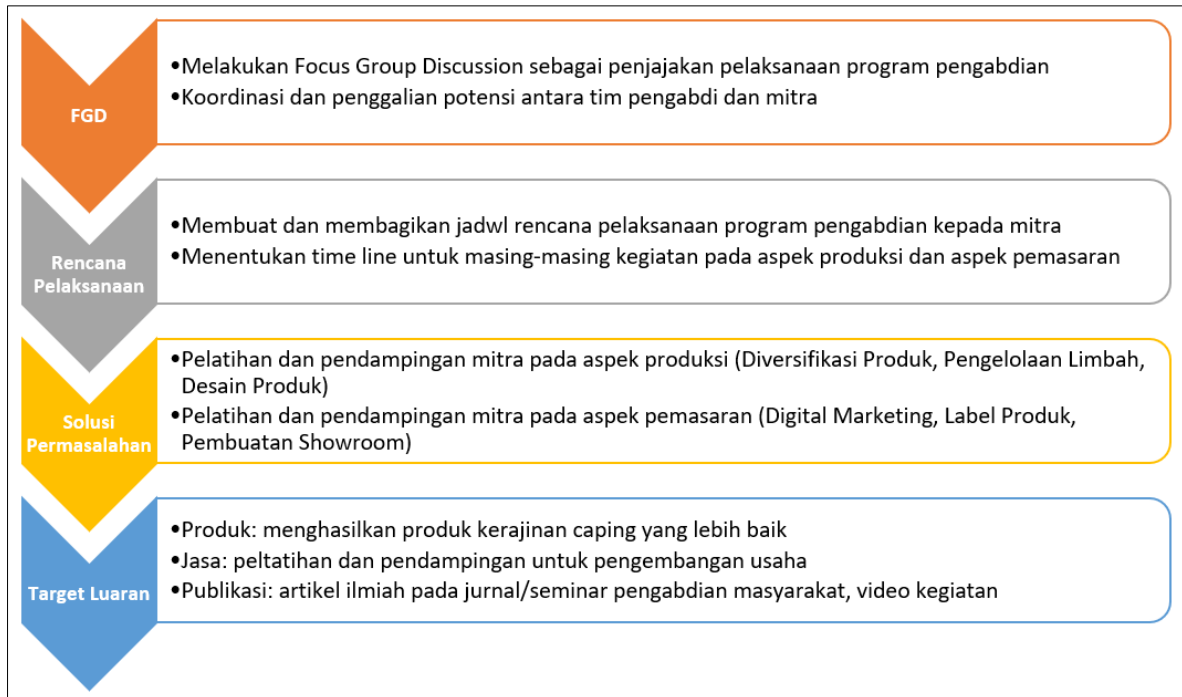 FGD
•Melakukan Focus Group Discussion sebagai penjajakan pelaksanaan program pengabdian
•Koordinasi dan penggalian potensi antara tim pengabdi dan mitra
Rencana
Pelaksanaan
•Membuat dan membagikan jadwl rencana pelaksanaan program pengabdian kepada mitra
•Menentukan time line untuk masing-masing kegiatan pada aspek produksi dan aspek pemasaran
Solusi
Permasalahan
•Pelatihan dan pendampingan mitra pada aspek produksi (Diversifikasi Produk, Pengelolaan Limbah,
Desain Produk)
•Pelatihan dan pendampingan mitra pada aspek pemasaran (Digital Marketing, Label Produk,
Pembuatan Showroom)
Target Luaran
•Produk: menghasilkan produk kerajinan caping yang lebih baik
•Jasa: peltatihan dan pendampingan untuk pengembangan usaha
•Publikasi: artikel ilmiah pada jurnal/seminar pengabdian masyarakat, video kegiatan